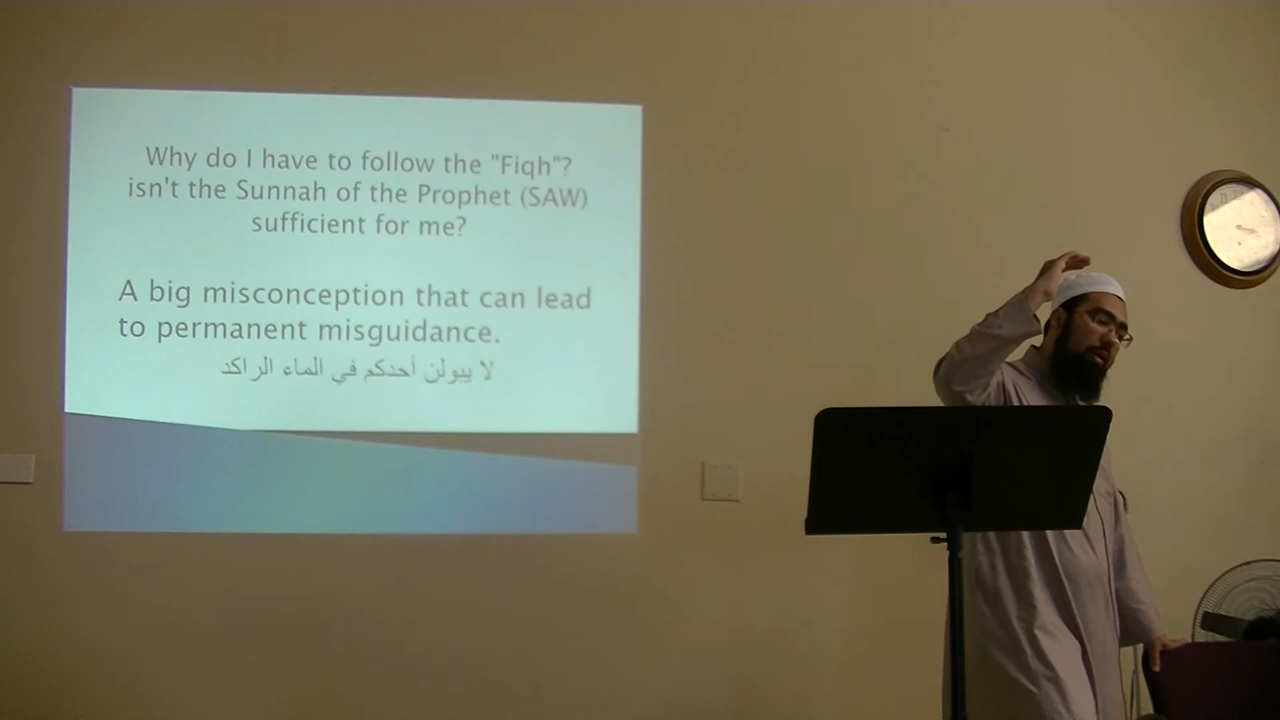 Why do I have to follow the "Fiqh"?
isn't the Sunnah of the Prophet (SAW)
sufficient for me?
A big misconception that can lead
to permanent misguidance.
لا يبولن أحدكم في الماء الراكد